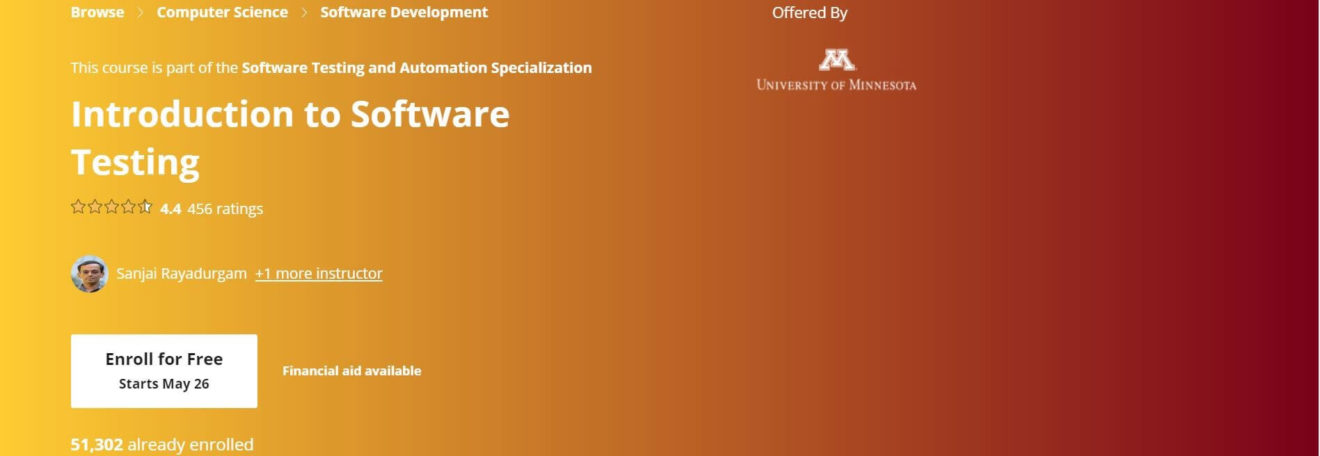 Browse > Computer Science > Software Development
Offered By
This course is part of the Software Testing and Automation Specialization
M
UNIVERSITY OF MINNESOTA
Introduction to Software
Testing
4.4 456 ratings
Sanjai Rayadurgam +1 more instructor
Enroll for Free
Starts May 26
Financial aid available
51,302 already enrolled